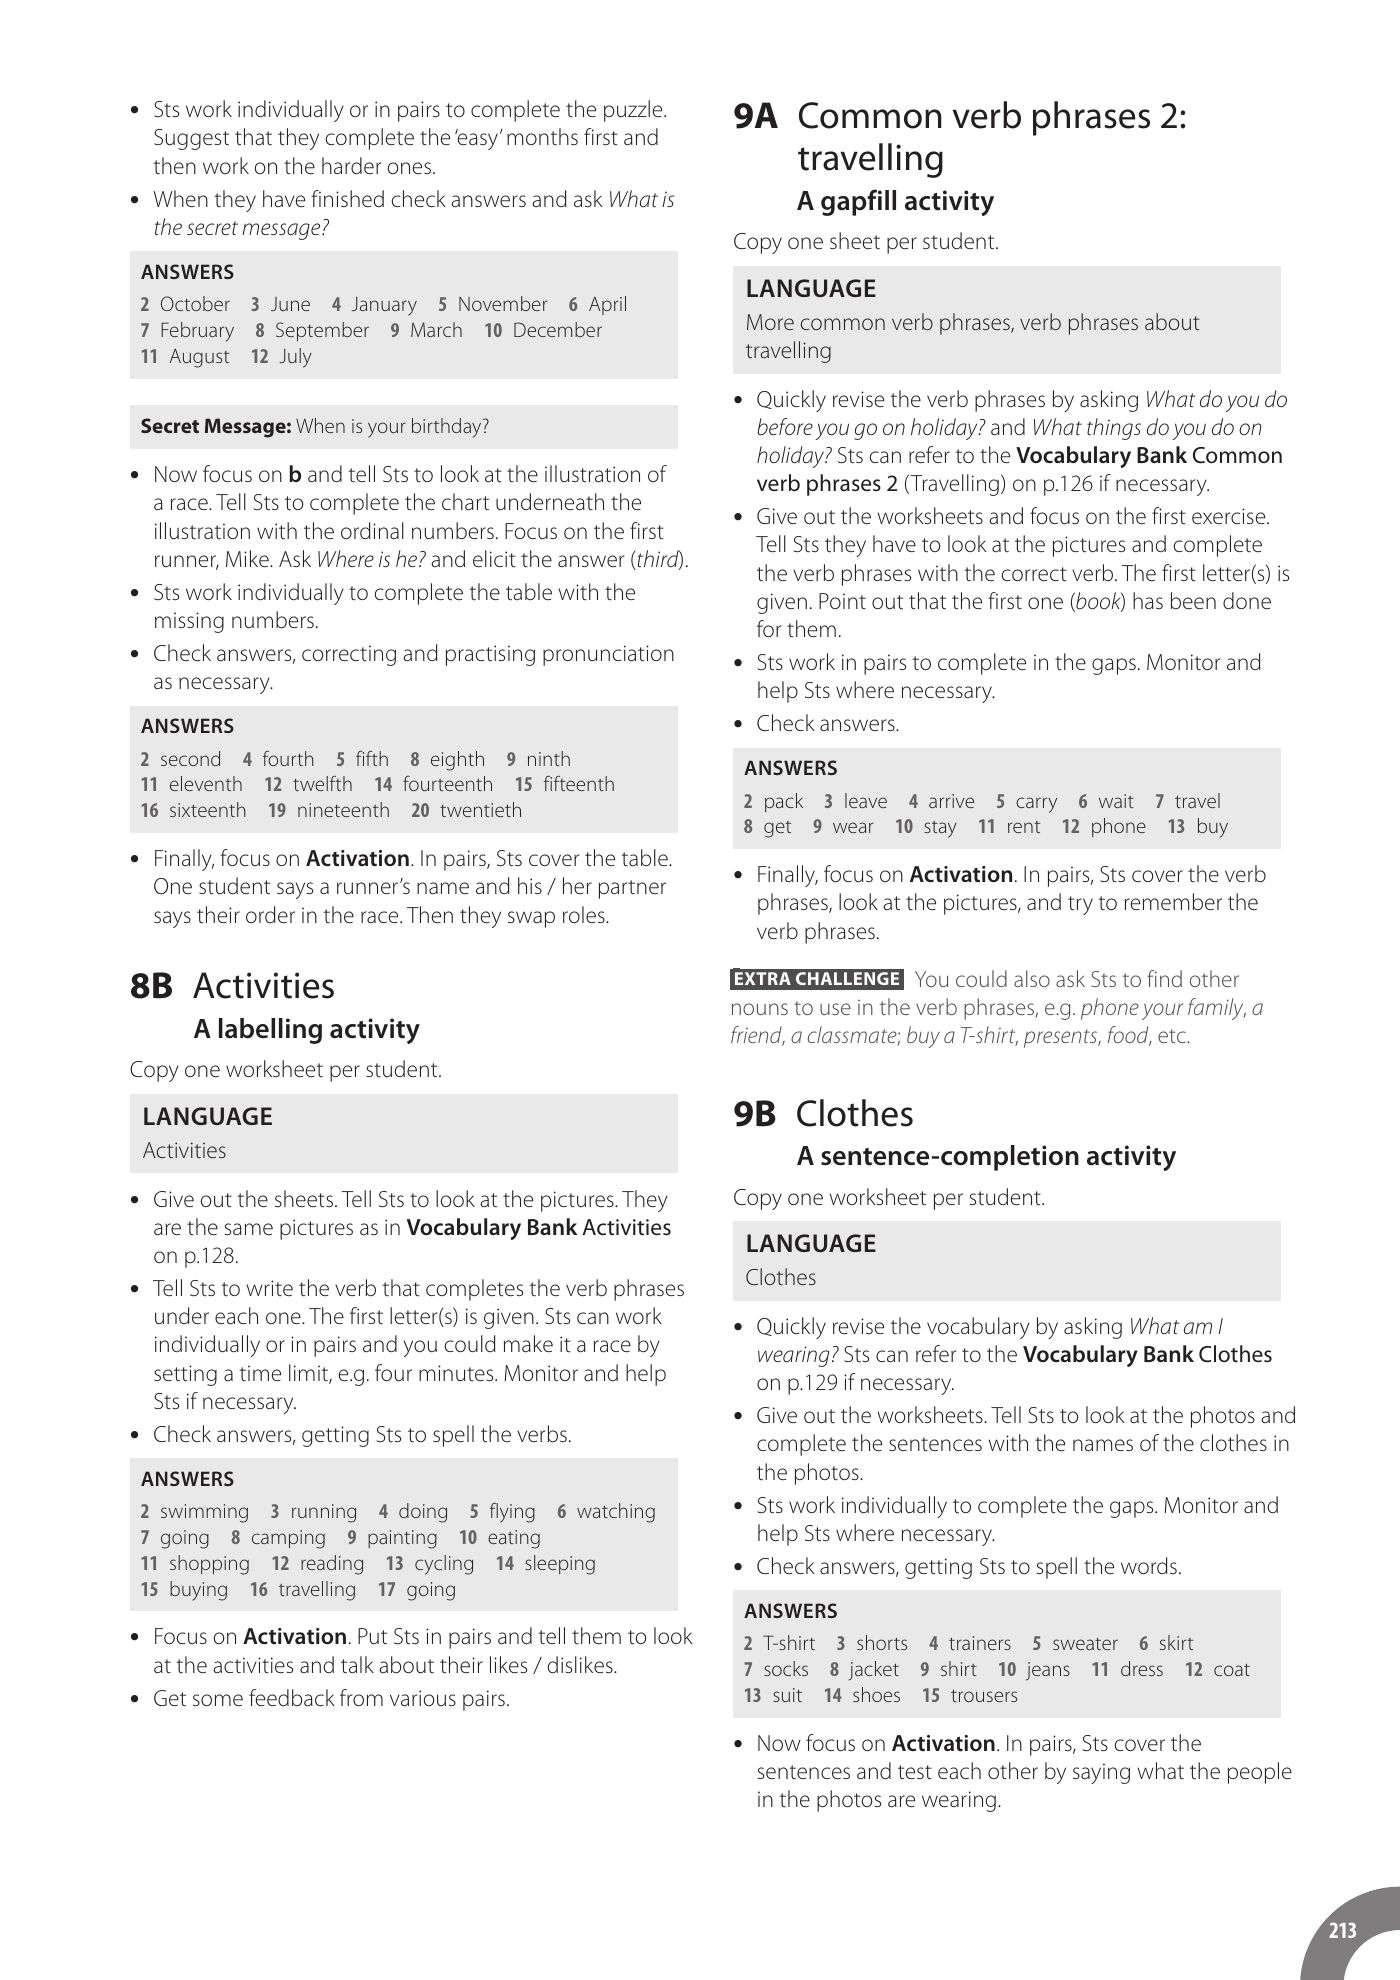 • Sts work individually or in pairs to complete the puzzle.
Suggest that they complete the ‘easy’ months first and
then work on the harder ones.
• When they have finished check answers and ask What is
the secret message?
ANSWERS
2 October 3 June 4 January 5 November 6 April
7 February 8 September 9 March 10 December
11 August 12 July
Secret Message: When is your birthday?
• Now focus on b and tell Sts to look at the illustration of
a race. Tell Sts to complete the chart underneath the
illustration with the ordinal numbers. Focus on the first
runner, Mike. Ask Where is he? and elicit the answer (third).
• Sts work individually to complete the table with the
missing numbers.
• Check answers, correcting and practising pronunciation
as necessary.
ANSWERS
2 second 4 fourth 5 fifth 8 eighth 9 ninth
11 eleventh 12 twelfth 14 fourteenth 15 fifteenth
16 sixteenth 19 nineteenth 20 twentieth
• Finally, focus on Activation. In pairs, Sts cover the table.
One student says a runner’s name and his / her partner
says their order in the race. Then they swap roles.
8B Activities
A labelling activity
Copy one worksheet per student.
LANGUAGE
Activities
• Give out the sheets. Tell Sts to look at the pictures. They
are the same pictures as in Vocabulary Bank Activities
on p.128.
• Tell Sts to write the verb that completes the verb phrases
under each one. The first letter(s) is given. Sts can work
individually or in pairs and you could make it a race by
setting a time limit, e.g. four minutes. Monitor and help
Sts if necessary.
• Check answers, getting Sts to spell the verbs.
ANSWERS
2 swimming 3 running 4 doing 5 flying 6 watching
7 going 8 camping 9 painting 10 eating
11 shopping 12 reading 13 cycling 14 sleeping
15 buying 16 travelling 17 going
• Focus on Activation. Put Sts in pairs and tell them to look
at the activities and talk about their likes / dislikes.
• Get some feedback from various pairs.
9A Common verb phrases 2:
travelling
A gapfill activity
Copy one sheet per student.
LANGUAGE
More common verb phrases, verb phrases about
travelling
• Quickly revise the verb phrases by asking What do you do
before you go on holiday? and What things do you do on
holiday? Sts can refer to the Vocabulary Bank Common
verb phrases 2 (Travelling) on p.126 if necessary.
• Give out the worksheets and focus on the first exercise.
Tell Sts they have to look at the pictures and complete
the verb phrases with the correct verb. The first letter(s) is
given. Point out that the first one (book) has been done
for them.
• Sts work in pairs to complete in the gaps. Monitor and
help Sts where necessary.
• Check answers.
ANSWERS
2 pack 3 leave 4 arrive 5 carry 6 wait 7 travel
8 get 9 wear 10 stay 11 rent 12 phone 13 buy
• Finally, focus on Activation. In pairs, Sts cover the verb
phrases, look at the pictures, and try to remember the
verb phrases.
EXTRA CHALLENGE You could also ask Sts to find other
nouns to use in the verb phrases, e.g. phone your family, a
friend, a classmate; buy a T-shirt, presents, food, etc.
9B Clothes
A sentence-completion activity
Copy one worksheet per student.
LANGUAGE
Clothes
• Quickly revise the vocabulary by asking What am I
wearing? Sts can refer to the Vocabulary Bank Clothes
on p.129 if necessary.
• Give out the worksheets. Tell Sts to look at the photos and
complete the sentences with the names of the clothes in
the photos.
• Sts work individually to complete the gaps. Monitor and
help Sts where necessary.
• Check answers, getting Sts to spell the words.
ANSWERS
2 T-shirt 3 shorts 4 trainers 5 sweater 6 skirt
7 socks 8 jacket 9 shirt 10 jeans 11 dress 12 coat
13 suit 14 shoes 15 trousers
• Now focus on Activation. In pairs, Sts cover the
sentences and test each other by saying what the people
in the photos are wearing.
213